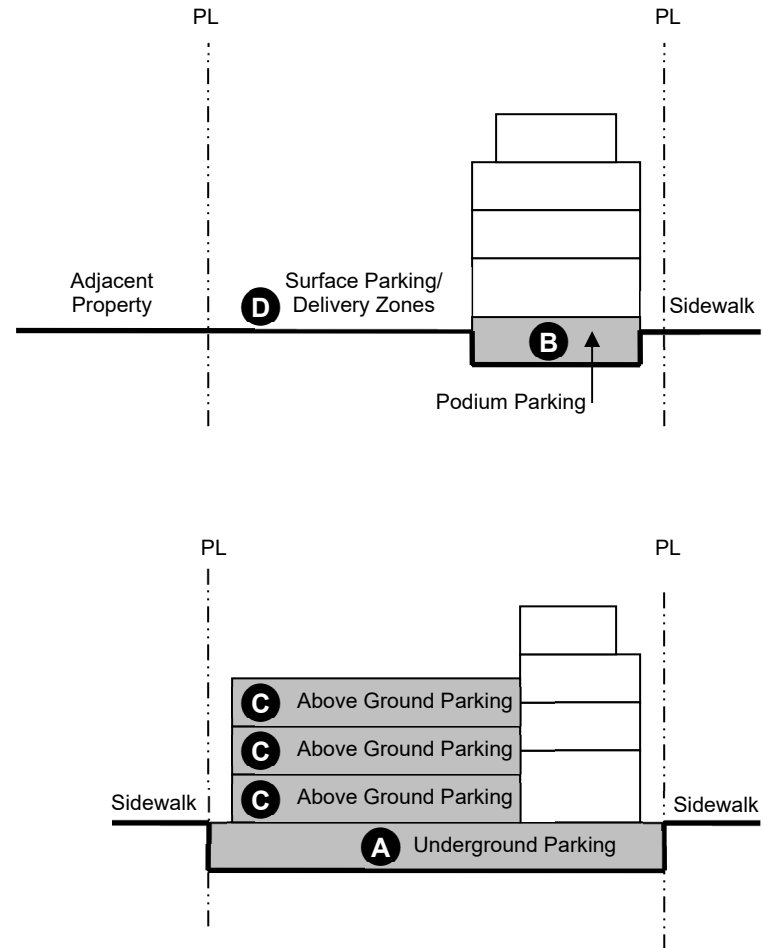 PL
PL
Adjacent
Property
D
Surface Parking/
Delivery Zones
Sidewalk
B
Podium Parking
PL
PL
C Above Ground Parking
C Above Ground Parking
C Above Ground Parking
Sidewalk
Sidewalk
A Underground Parking